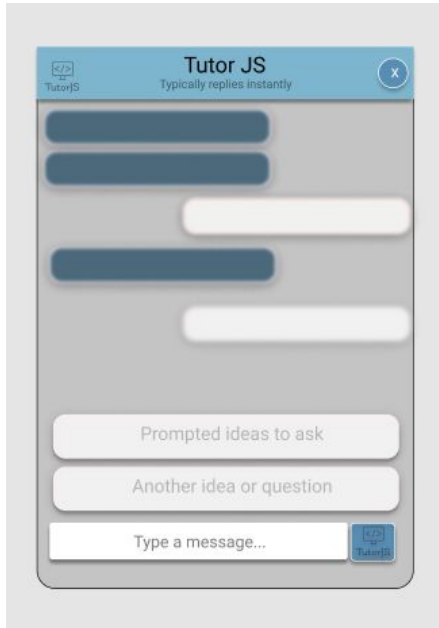 Tutor JS
Typically replies instantly
</>
TutorJS
X
Prompted ideas to ask
Another idea or question
Type a message...
</>
TutorJS